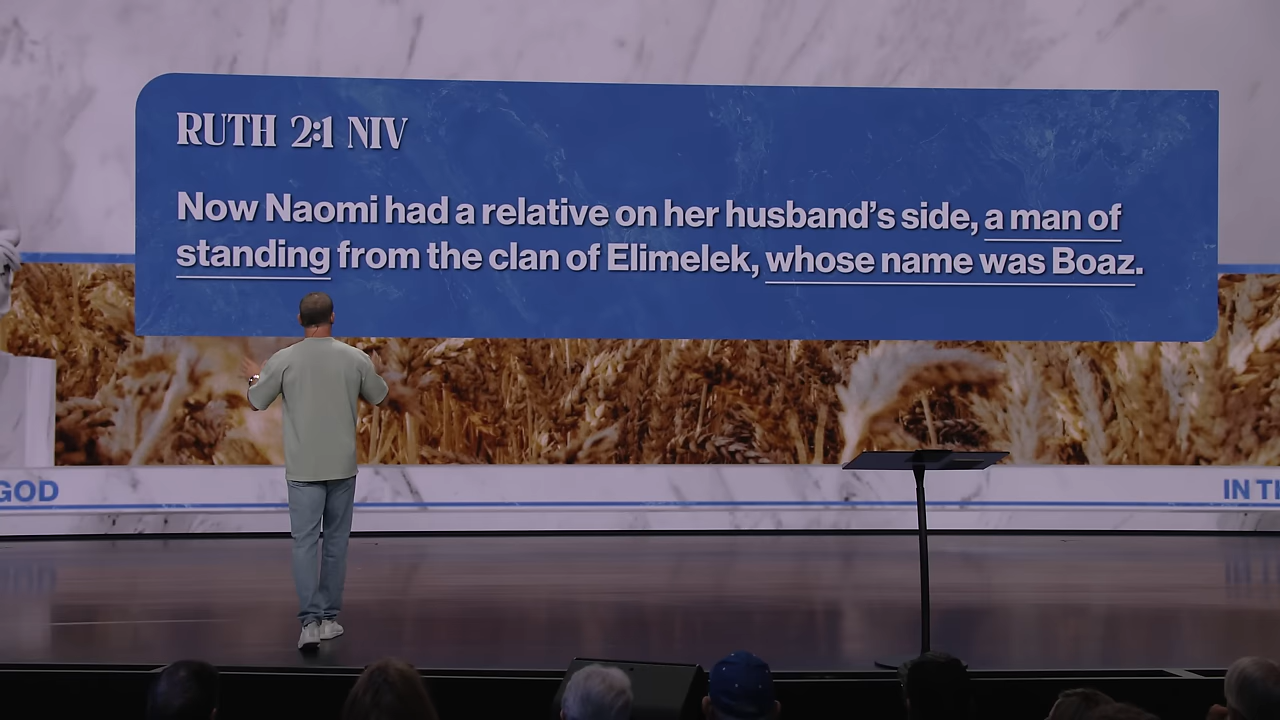 RUTH 2:1 NIV
Now Naomi had a relative on her husband's side, a man of
standing from the clan of Elimelek, whose name was Boaz.
GOD
IN